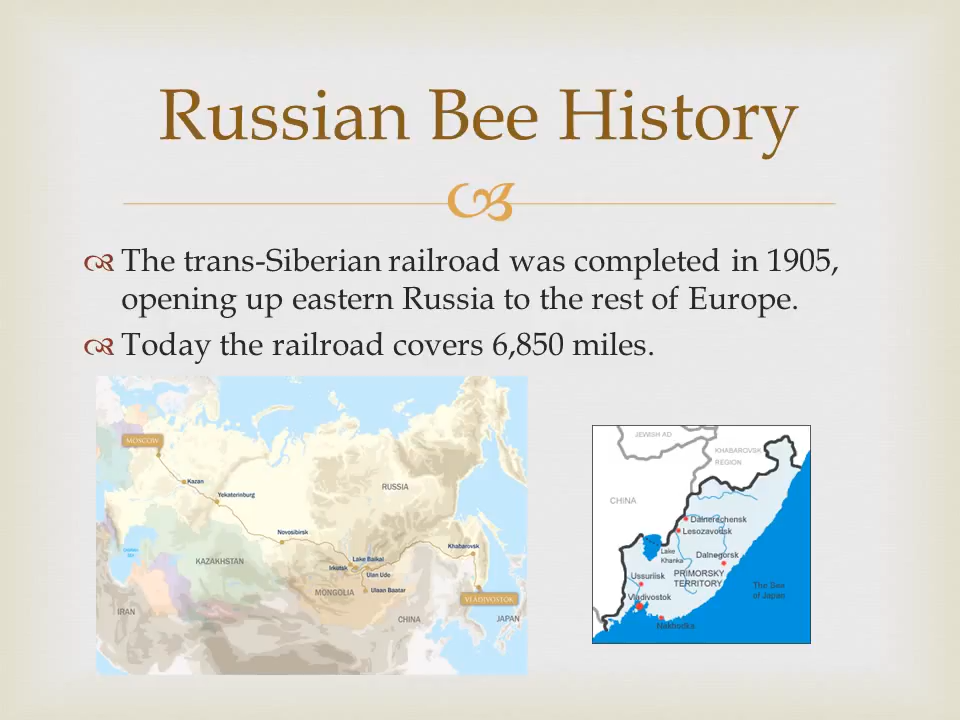 Russian Bee History
The trans-Siberian railroad was completed in 1905,
opening up eastern Russia to the rest of Europe.
Today the railroad covers 6,850 miles.
MOSCOW
Kazan
Yekaterinburg
RUSSIA
Novosibirsk
Khabarovsk
Lake Baikal
Irkutsk
Ulan Ude
KAZAKHSTAN
Ulaan Baatar
MONGOLIA
VLADIVOSTOK
IRAN
CHINA
JAPAN
JEWISH AD
KHABAROVSK
REGION
CHINA
Dalnerechensk
Lesozavodsk
Lake
Khanka
Dalnegorsk
Ussuriisk
PRIMORSKY
TERRITORY
The Sea
of Japan
Vladivostok
Nakhodka